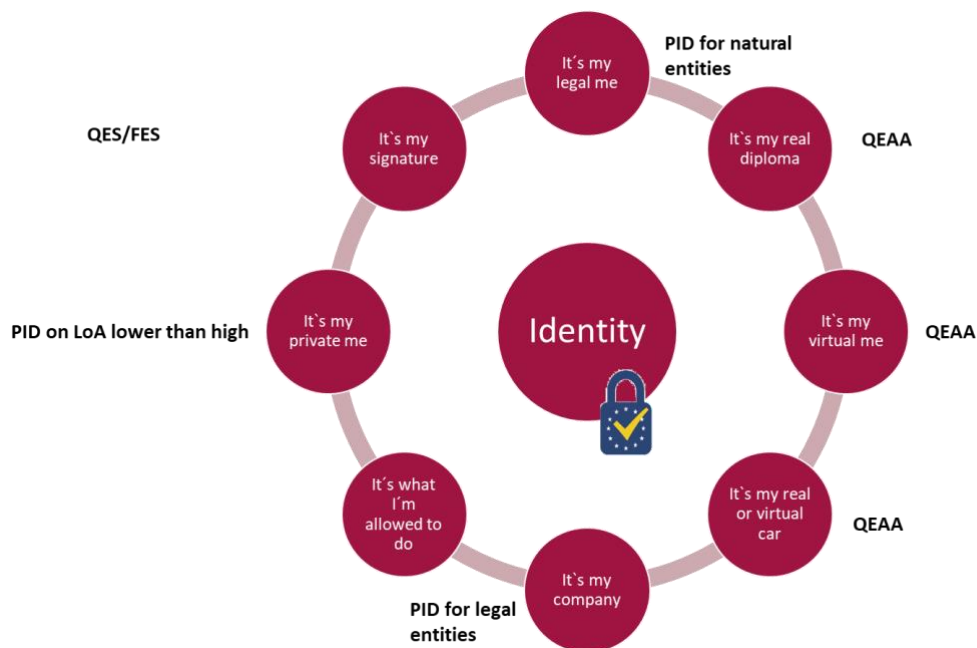 PID for natural
entities
It´s my
legal me
QES/FES
It`s my
signature
It`s my real
diploma
QEAA
PID on LoA lower than high
It`s my
private me
Identity
It`s my
virtual me
QEAA
It´s what
I´m
allowed to
do
It`s my real
or virtual
car
QEAA
PID for legal
entities
It`s my
company